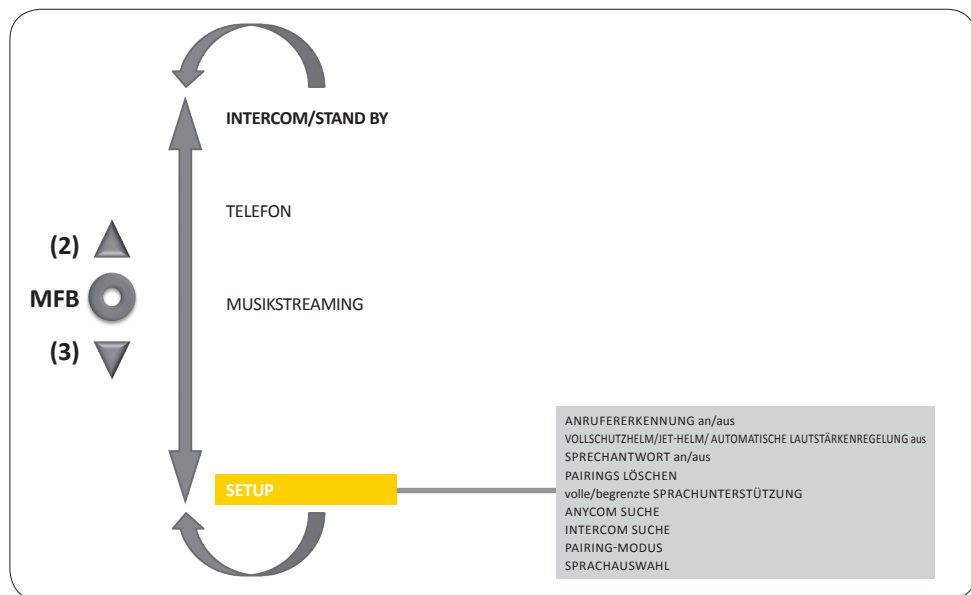 INTERCOM/STAND BY
TELEFON
(2)
MFB
MUSIKSTREAMING
(3)
SETUP
ANRUFERERKENNUNG an/aus
VOLLSCHUTZHELM/JET-HELM/ AUTOMATISCHE LAUTSTÄRKENREGELUNG aus
SPRECHANTWORT an/aus
PAIRINGS LÖSCHEN
volle/begrenzte SPRACHUNTERSTÜTZUNG
ANYCOM SUCHE
INTERCOM SUCHE
PAIRING-MODUS
SPRACHAUSWAHL